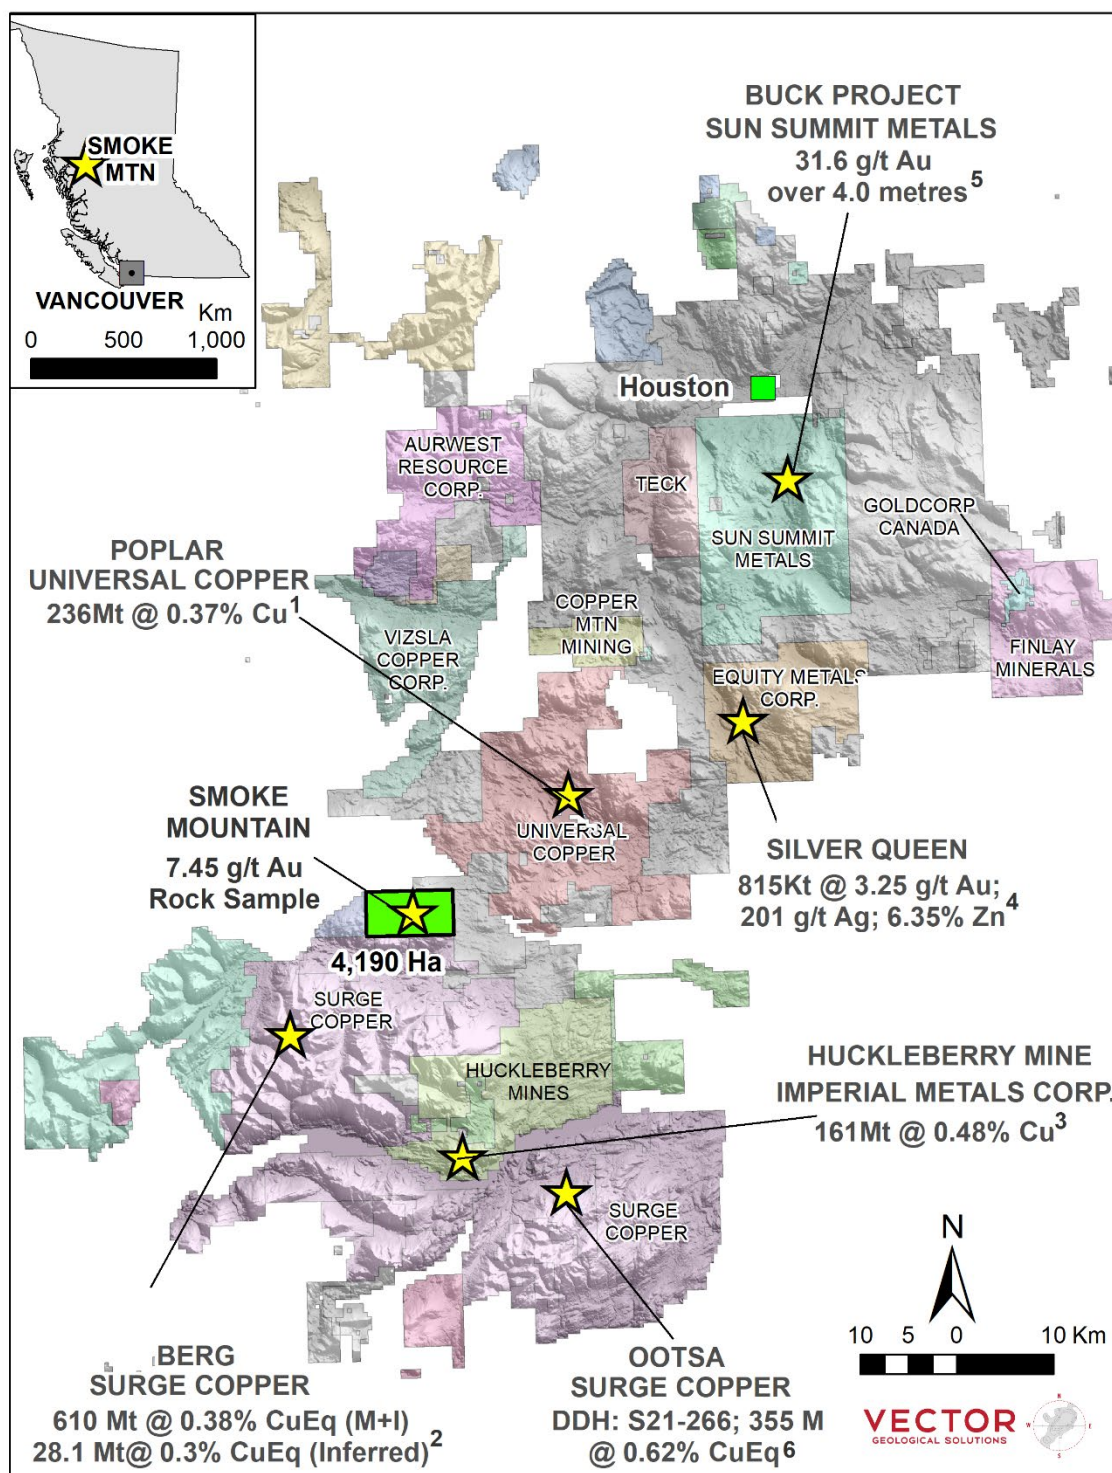 SMOKE
MTN
VANCOUVER
Km
0 500 1,000
BUCK PROJECT
SUN SUMMIT METALS
31.6 g/t Au
over 4.0 metres5
Houston
AURWEST
RESOURCE
CORP.
TECK
SUN SUMMIT
METALS
GOLDCORP
CANADA
POPLAR
UNIVERSAL COPPER
236Mt @ 0.37% Cu1
VIZSLA
COPPER
CORP.
COPPER
MTN
MINING
FINLAY
MINERALS
EQUITY METALS
CORP.
SMOKE
MOUNTAIN
7.45 g/t Au
Rock Sample
UNIVERSAL
COPPER
SILVER QUEEN
815Kt @ 3.25 g/t Au;
201 g/t Ag; 6.35% Zn4
4,190 Ha
SURGE
COPPER
HUCKLEBERRY
MINES
HUCKLEBERRY MINE
IMPERIAL METALS CORP.
161Mt @ 0.48% Cu3
SURGE
COPPER
N
10 5 0 10 Km
BERG
SURGE COPPER
610 Mt @ 0.38% CuEq (M+I)
28.1 Mt@ 0.3% CuEq (Inferred)2
OOTSA
SURGE COPPER
DDH: S21-266; 355 M
@ 0.62% CuEq6
VECTOR
GEOLOGICAL SOLUTIONS
N
E
S
W